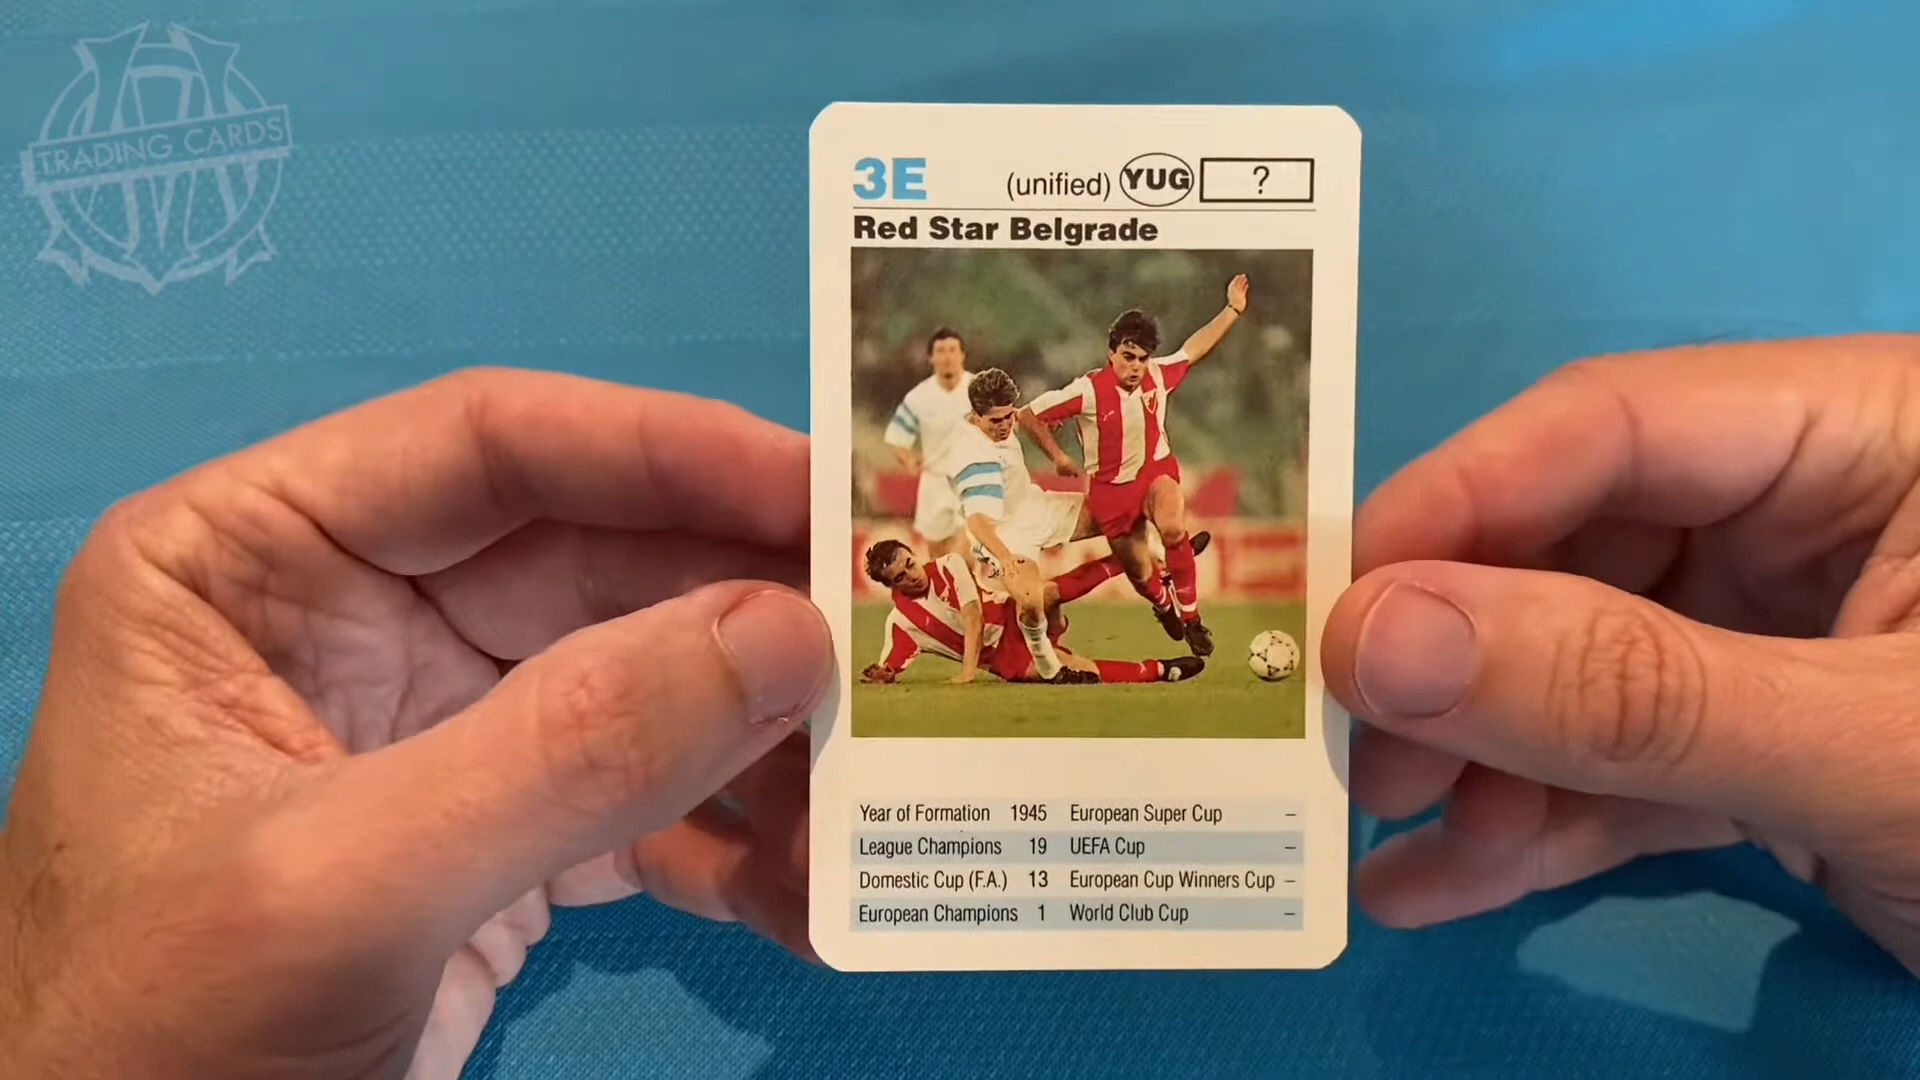 TRADING CARDS
3E (unified) YUG ?
Red Star Belgrade
Year of Formation 1945 European Super Cup –
League Champions 19 UEFA Cup –
Domestic Cup (F.A.) 13 European Cup Winners Cup –
European Champions 1 World Club Cup –